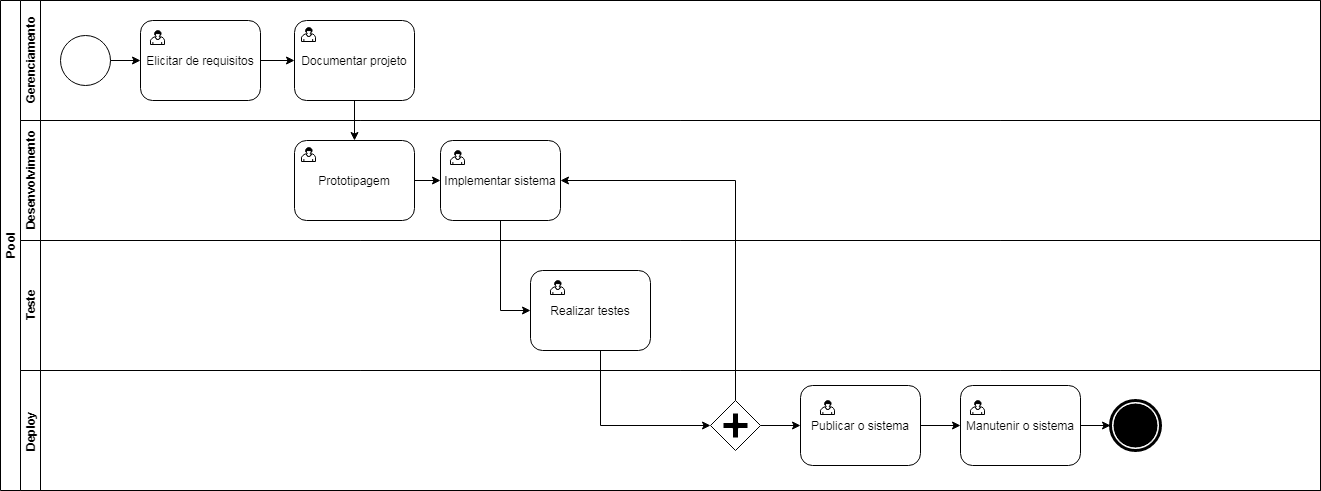 Pool
Gerenciamento
Elicitar de requisitos
Documentar projeto
Desenvolvimento
Prototipagem
Implementar sistema
Teste
Realizar testes
Deploy
Publicar o sistema
Manutenir o sistema